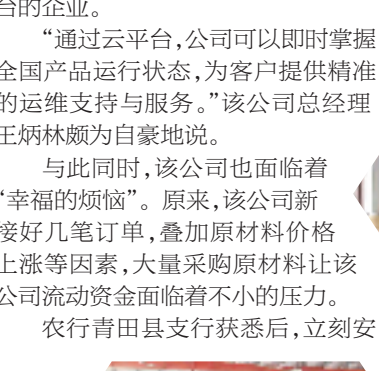 台的企业。
“通过云平台,公司可以即时掌握
全国产品运行状态,为客户提供精准
的运维支持与服务。”该公司总经理
王炳林颇为自豪地说。
与此同时,该公司也面临着
“幸福的烦恼”。原来,该公司新
接好几笔订单,叠加原材料价格
上涨等因素,大量采购原材料让该
公司流动资金面临着不小的压力。
农行青田县支行获悉后,立刻安